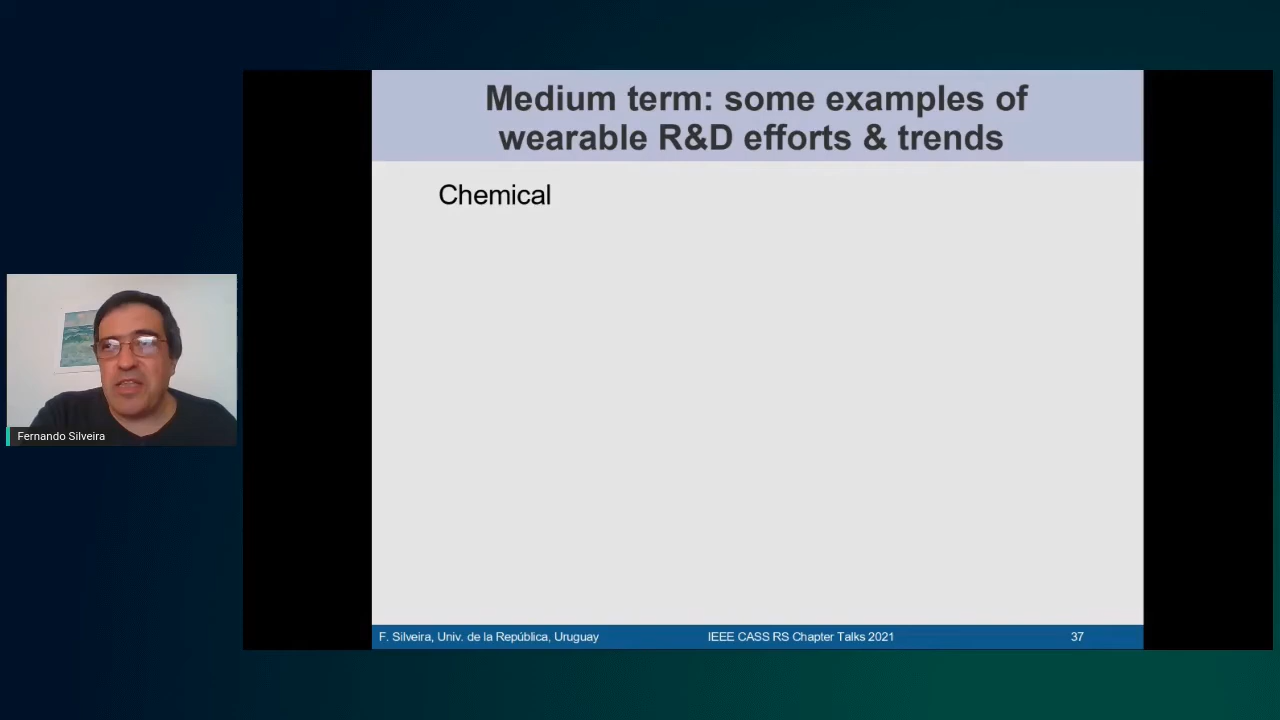 Medium term: some examples of
wearable R&D efforts & trends
Chemical
Fernando Silveira
F. Silveira, Univ. de la República, Uruguay
IEEE CASS RS Chapter Talks 2021
37